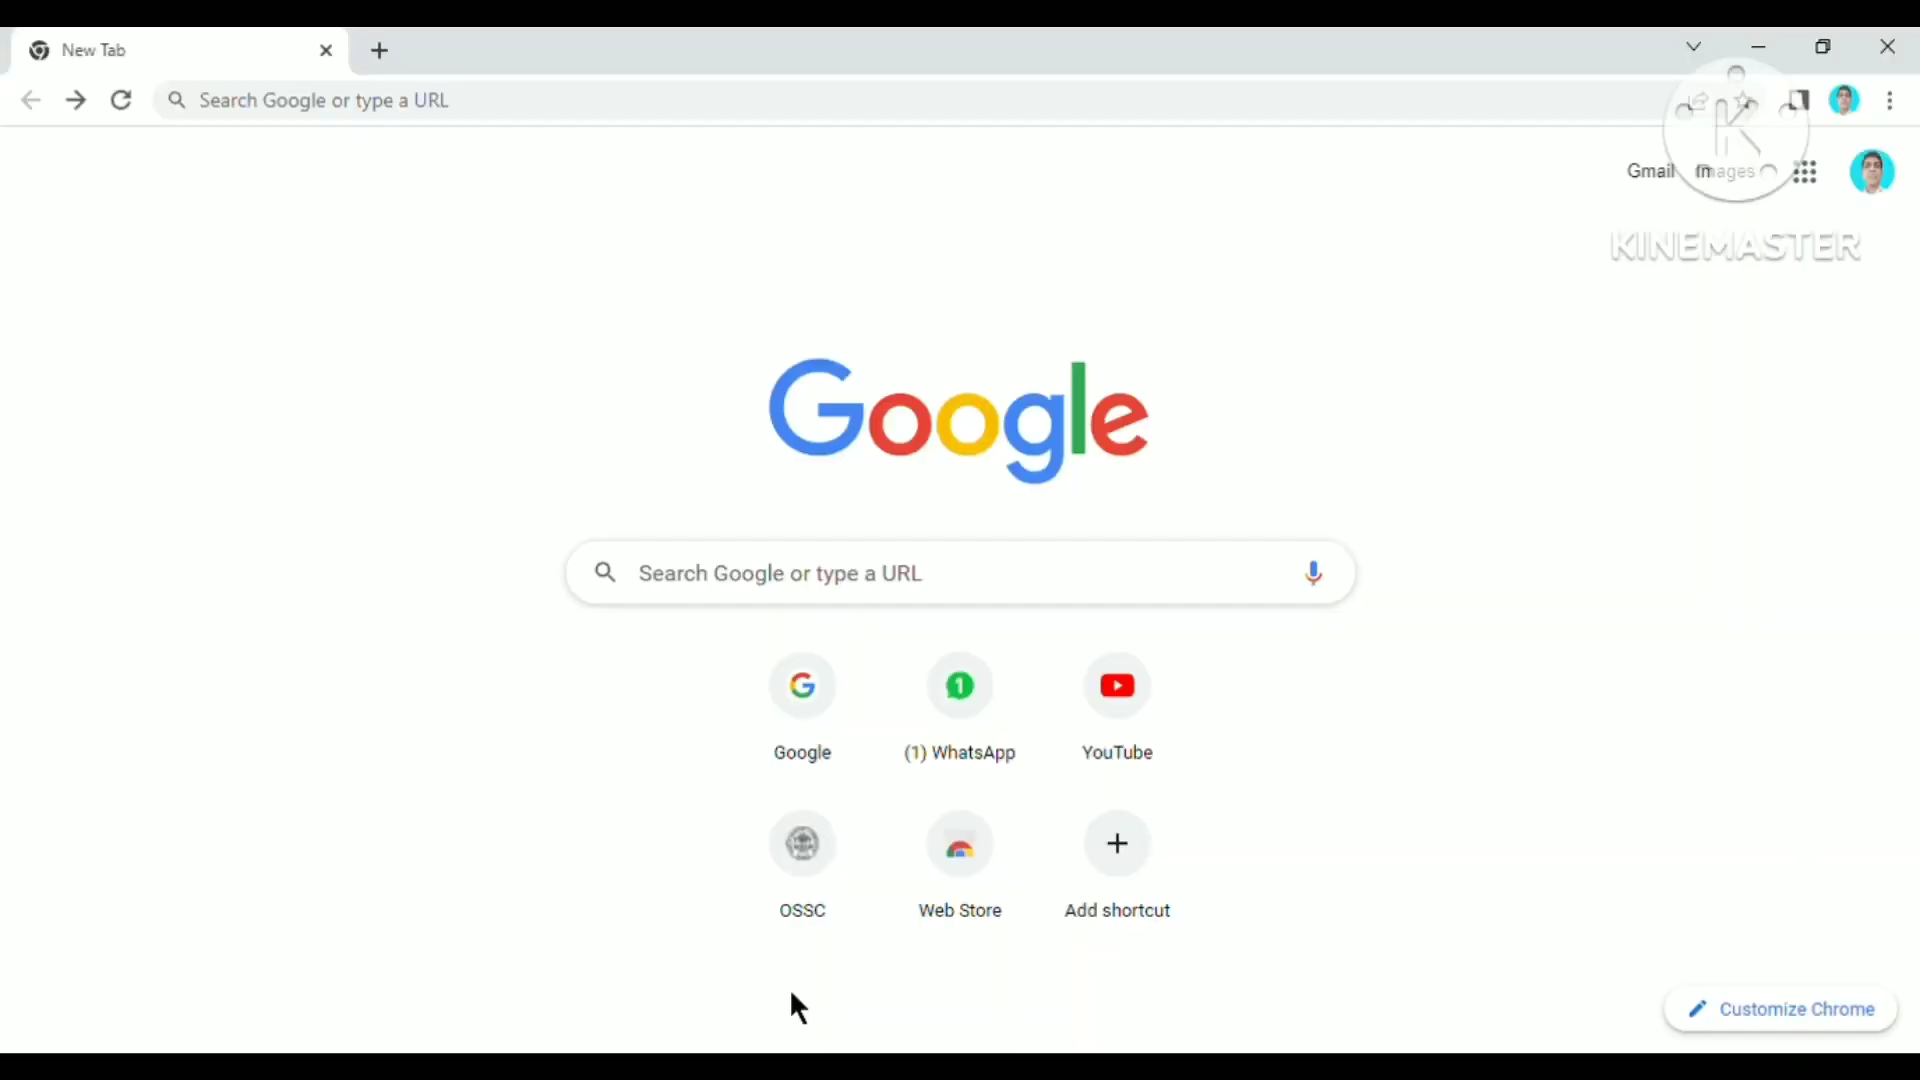 New Tab
Search Google or type a URL
Gmail Images
KINEMASTER
Google
Search Google or type a URL
Google (1) WhatsApp YouTube
OSSC Web Store Add shortcut
Customize Chrome